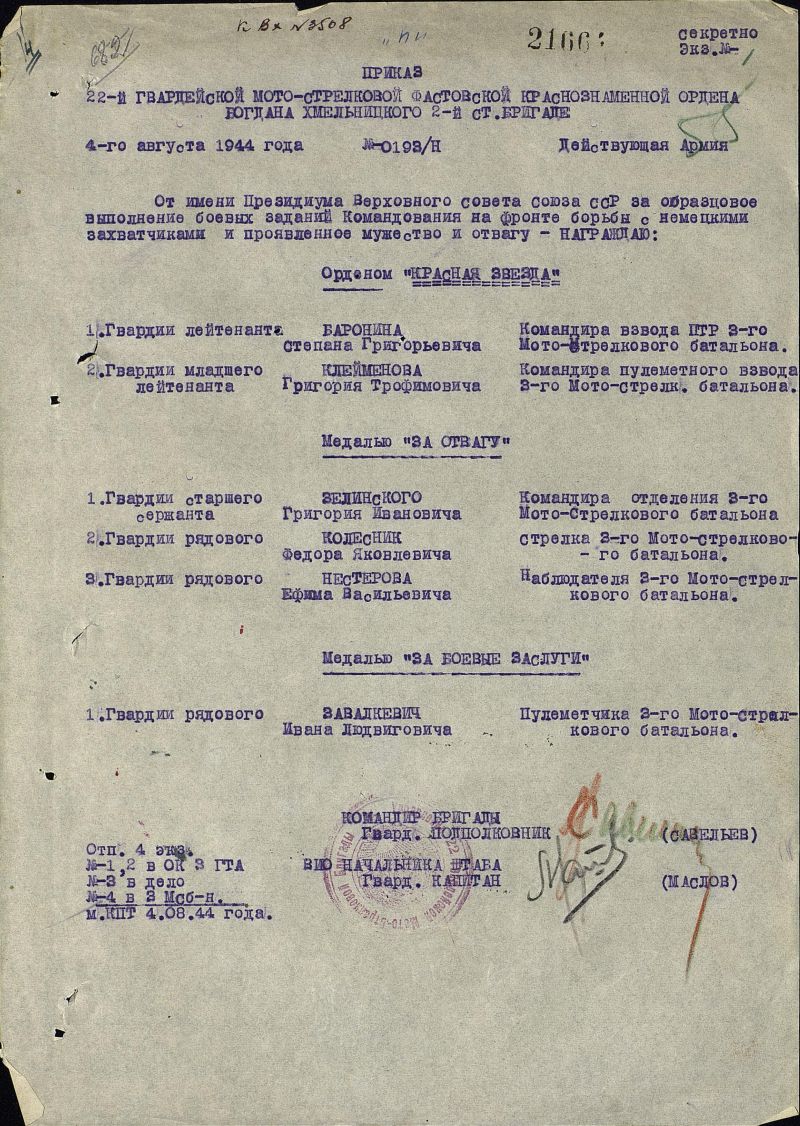 К Вх №3508
682
"пи
2166:
секретно
Экз.№-1
ПРИКАЗ
22-й ГВАРДЕЙСКОЙ МОТО-СТРЕЛКОВОЙ ФАСТОВСКОЙ КРАСНОЗНАМЕННОЙ ОРДЕНА
БОГДАНА ХМЕЛЬНИЦКОГО 2-й СТ.БРИГАДЕ
4-го августа 1944 года №-0193/Н Действующая Армия
От имени Президиума Верховного совета союза ссР за образцовое
выполнение боевых заданий Командования на фронте борьбы с немецкими
захватчиками и проявленное мужество и отвагу - НАГРАЖДАЮ:
Орденом "КРАСНАЯ ЗВЕЗДА"
1.Гвардии лейтенанта БАРОНИНА Командира взвода ПТР 3-го
Степана Григорьевича Мото-Стрелкового батальона.
2.Гвардии младшего КЛЕЙМЕНОВА Командира пулеметного взвода
лейтенанта Григория Трофимовича 3-го Мото-стрелк. батальона.
Медалью "ЗА ОТВАГУ"
1.Гвардии старшего ЗЕЛИНСКОГО Командира отделения 3-го
сержанта Григория Ивановича Мото-Стрелкового батальона
2.Гвардии рядового КОЛЕСНИК стрелка 3-го Мото-стрелково-
Федора Яковлевича - го батальона.
3.Гвардии рядового НЕСТЕРОВА Наблюдателя 3-го Мото-стрел-
Ефима Васильевича кового батальона.
Медалью "ЗА БОЕВЫЕ ЗАСЛУГИ"
1.Гвардии рядового ЗАВАЛКЕВИЧ Пулеметчика 3-го Мото-стрел-
Ивана Людвиговича кового батальона.
КОМАНДИР БРИГАДЫ
Гвард. ПОДПОЛКОВНИК (САВЕЛЬЕВ)
Отп. 4 экз.
№-1,2 в ОК 3 ГТА ВИО НАЧАЛЬНИКА ШТАБА
№-3 в дело Гвард. КАПИТАН (МАСЛОВ)
№-4 в 3 Мсб-н.
м.КПТ 4.08.44 года.